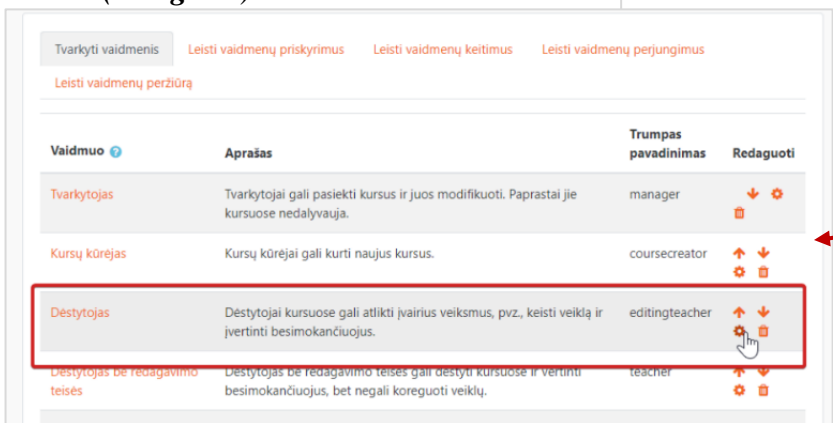 Tvarkyti vaidmenis Leisti vaidmenų priskyrimus Leisti vaidmenų keitimus Leisti vaidmenų perjungimus
Leisti vaidmenų peržiūrą
Vaidmuo Aprašas Trumpas pavadinimas Redaguoti
Tvarkytojas Tvarkytojai gali pasiekti kursus ir juos modifikuoti. Paprastai jie manager
kursuose nedalyvauja.
Kursų kūrėjas Kursų kūrėjai gali kurti naujus kursus. coursecreator
Dėstytojas Dėstytojai kursuose gali atlikti įvairius veiksmus, pvz., keisti veiklą ir editingteacher
įvertinti besimokančiuojus.
Dėstytojas be redagavimo Dėstytojas be redagavimo teisės gali dėstyti kursuose ir vertinti teacher
teisės besimokančiuojus, bet negali koreguoti veiklų.